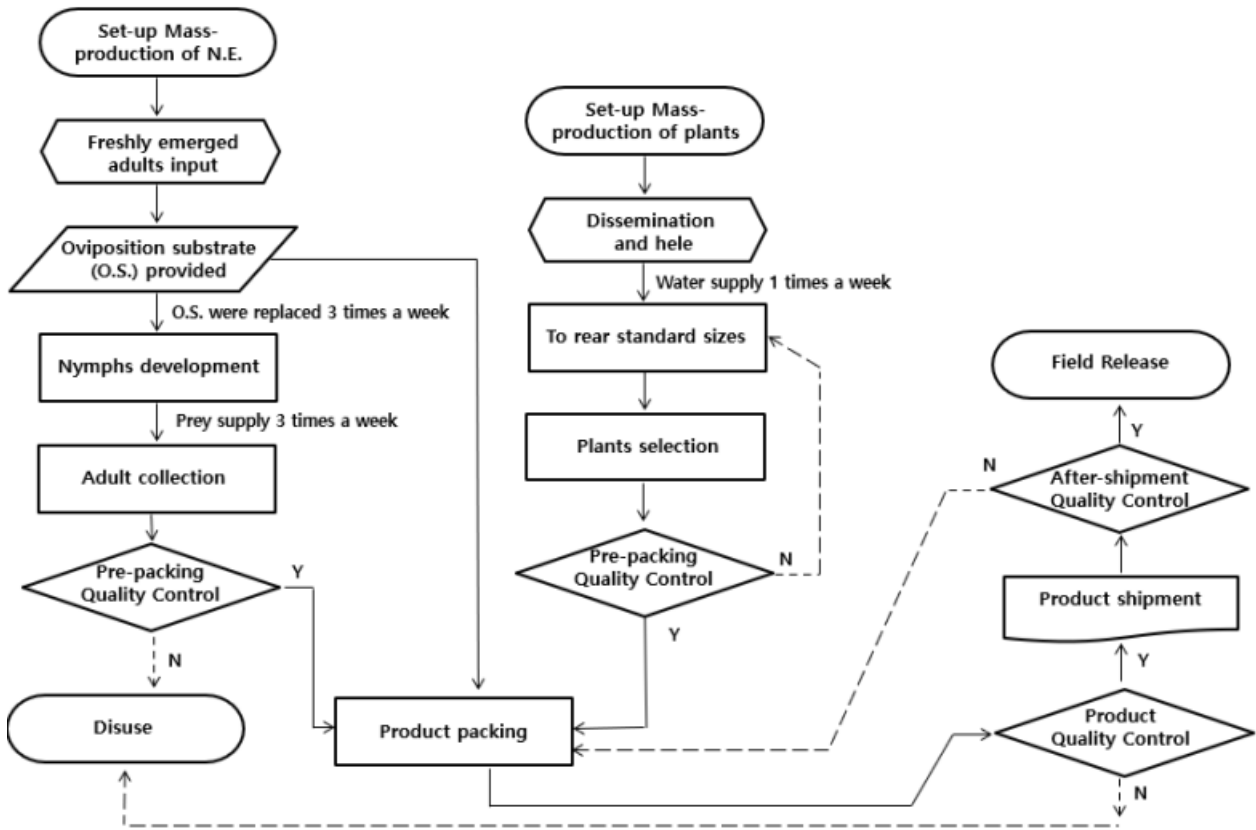 Set-up Mass-
production of N.E.
Freshly emerged
adults input
Oviposition substrate
(O.S.) provided
O.S. were replaced 3 times a week
Nymphs development
Prey supply 3 times a week
Adult collection
Pre-packing
Quality Control
Y
N
Disuse
Set-up Mass-
production of plants
Dissemination
and hele
Water supply 1 times a week
To rear standard sizes
Plants selection
Pre-packing
Quality Control
N
Y
Product packing
Field Release
Y
N
After-shipment
Quality Control
Product shipment
Y
Product
Quality Control
N